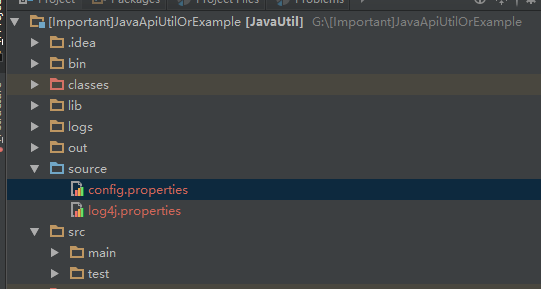 Project Packages Project Files Problems
[Important]JavaApiUtilOrExample [JavaUtil] G:\[Important]JavaApiUtilOrExample
.idea
bin
classes
lib
logs
out
source
config.properties
log4j.properties
src
main
test